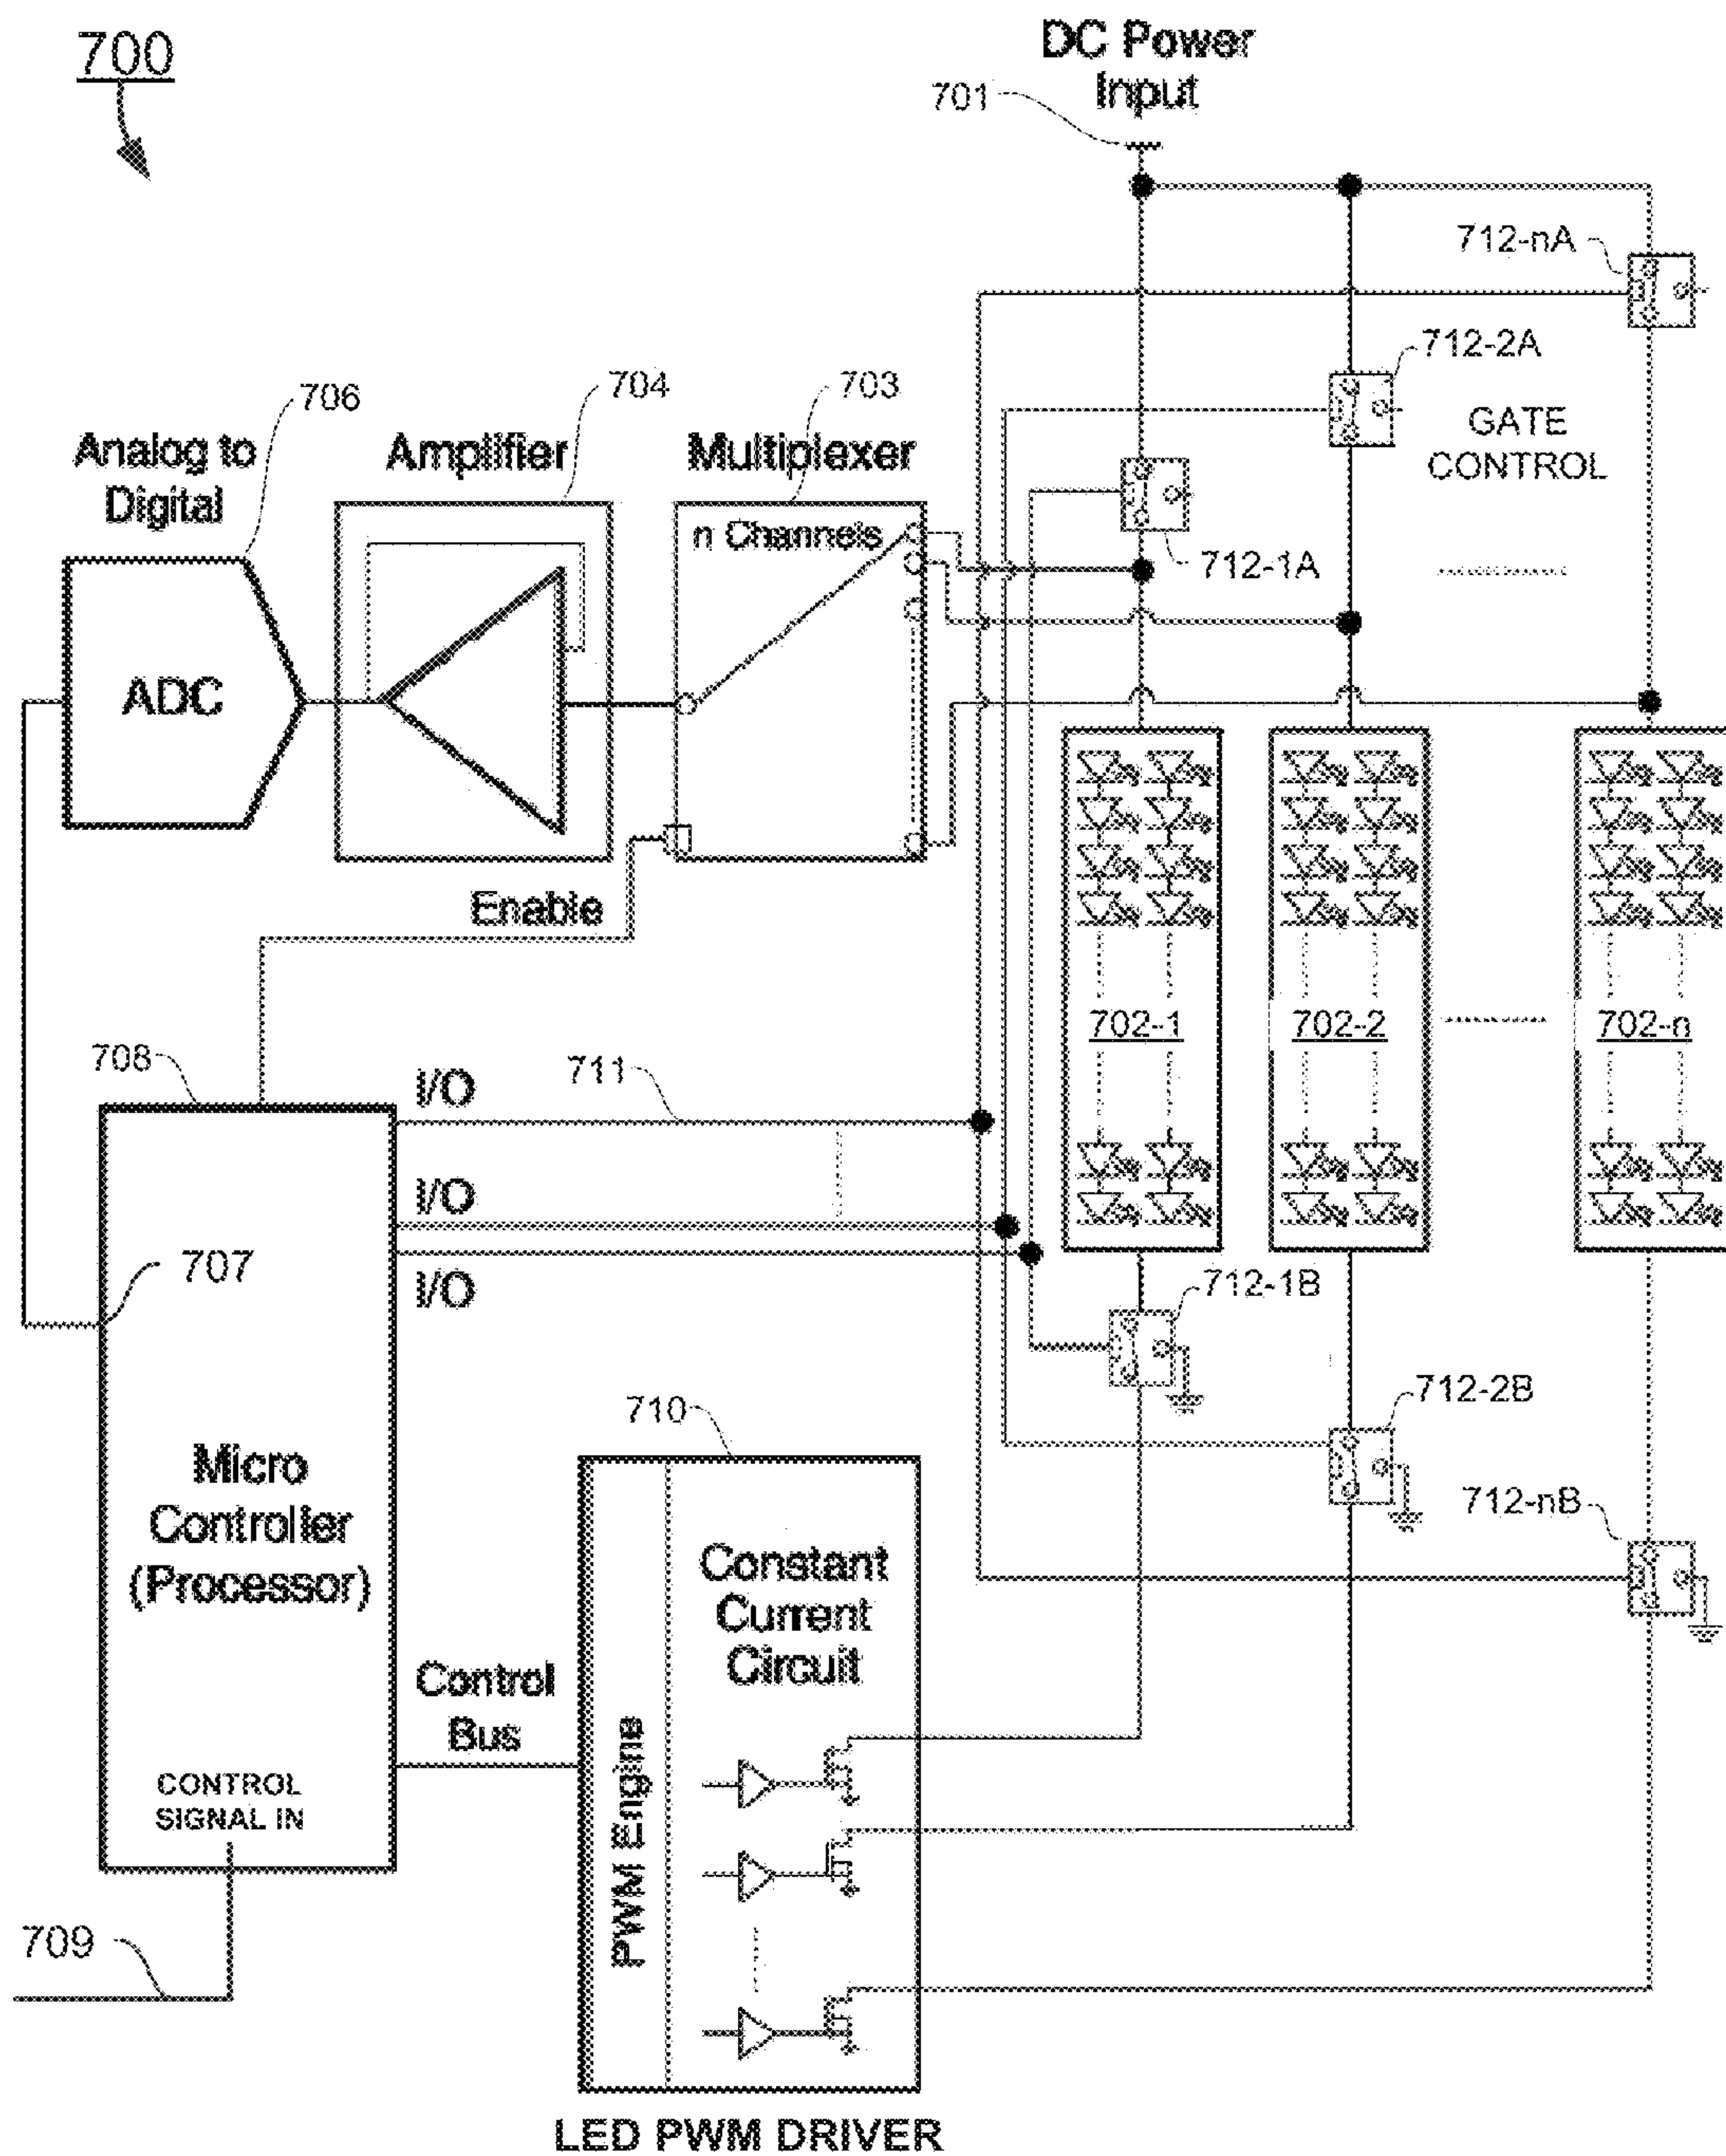 700
DC Power
Input
701
712-nA
712-2A
GATE
CONTROL
706
704
703
Analog to
Digital
Amplifier
Multiplexer
n Channels
712-1A
ADC
Enable
702-1
702-2
702-n
708
I/O
711
I/O
I/O
707
712-1B
712-2B
710
712-nB
Micro
Controller
(Processor)
Constant
Current
Circuit
Control
Bus
PWM Engine
CONTROL
SIGNAL IN
709
LED PWM DRIVER